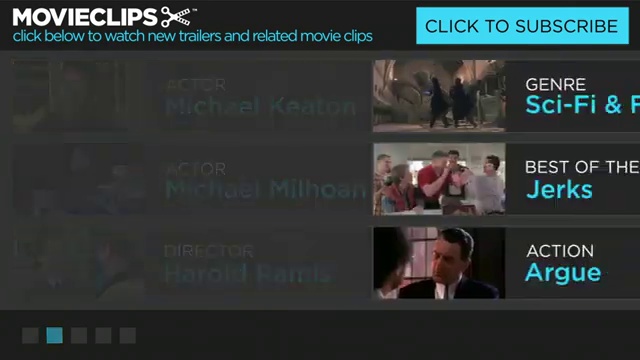 MOVIECLIPS™
click below to watch new trailers and related movie clips
CLICK TO SUBSCRIBE
ACTOR
Michael Keaton
ACTOR
Michael Milhoan
DIRECTOR
Harold Ramis
GENRE
Sci-Fi & F
BEST OF THE
Jerks
ACTION
Argue